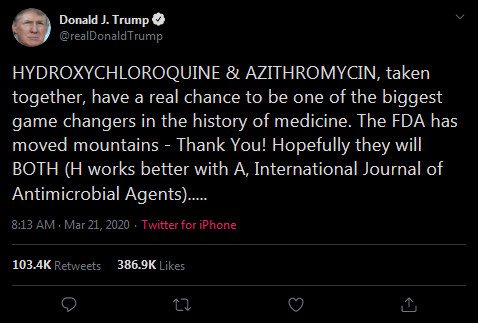 Donald J. Trump
@realDonaldTrump
HYDROXYCHLOROQUINE & AZITHROMYCIN, taken
together, have a real chance to be one of the biggest
game changers in the history of medicine. The FDA has
moved mountains - Thank You! Hopefully they will
BOTH (H works better with A, International Journal of
Antimicrobial Agents).....
8:13 AM · Mar 21, 2020 · Twitter for iPhone
103.4K Retweets 386.9K Likes